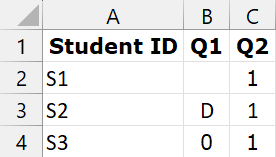 A B C
1 Student ID Q1 Q2
2 S1 1
3 S2 D 1
4 S3 0 1